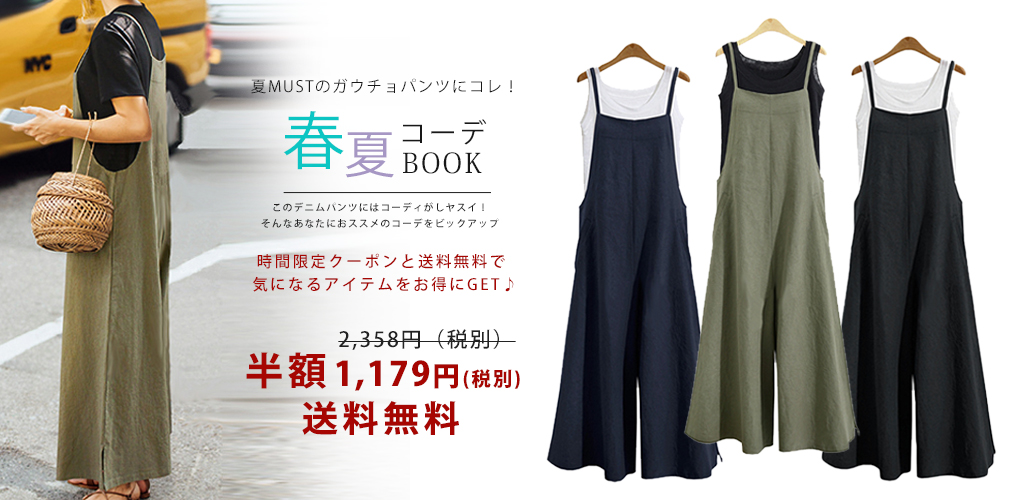 NYC
夏MUSTのガウチョパンツにコレ！
春夏コーデ
BOOK
このデニムパンツにはコーディがしヤスイ！
そんなあなたにおススメのコーデをピックアップ
時間限定クーポンと送料無料で
気になるアイテムをお得にGET♪
2,358円（税別）
半額1,179円(税別)
送料無料